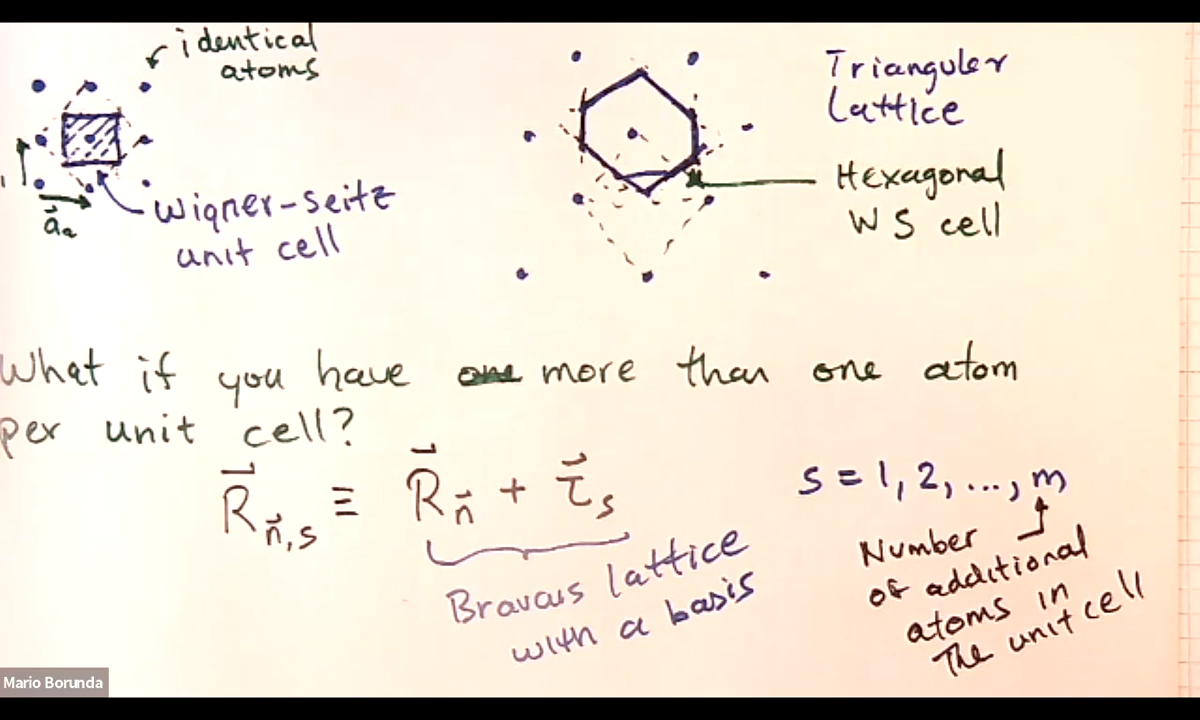 identical
atoms
a⃗₂
Wigner-Seitz
unit cell
Triangular
Lattice
Hexagonal
WS cell
What if you have more than one atom
per unit cell?
R⃗ₙ⃗,ₛ ≡ R⃗ₙ⃗ + τ⃗ₛ
s = 1, 2, ..., m
Bravais lattice
with a basis
Number
of additional
atoms in
The unit cell
Mario Borunda